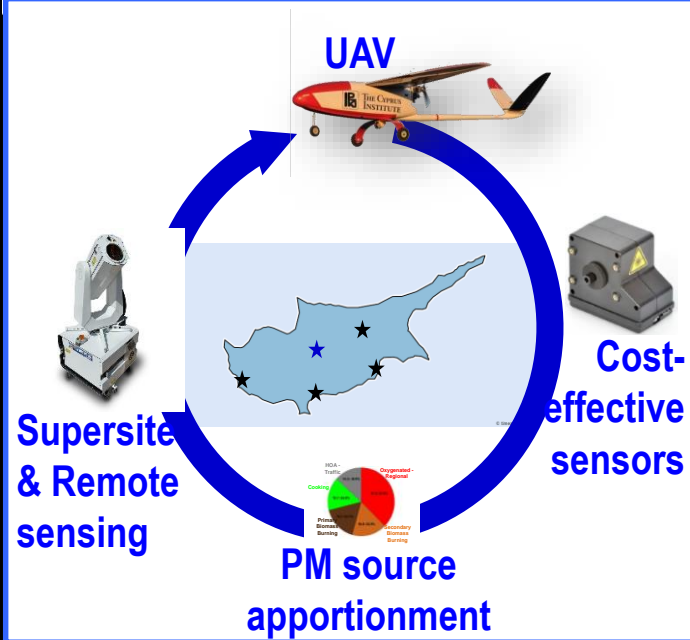 UAV
THE CYPRUS
INSTITUTE
Cost-
effective
sensors
Supersite
& Remote
sensing
HOA -
Traffic
Oxygenated -
Regional
Cooking
Primary
Biomass
Burning
Secondary
Biomass
Burning
PM source
apportionment